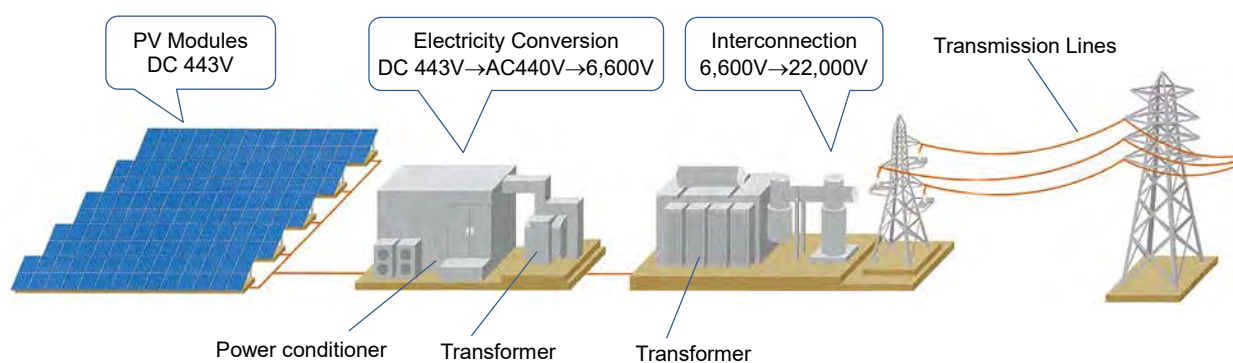 PV Modules
DC 443V
Electricity Conversion
DC 443V→AC440V→6,600V
Interconnection
6,600V→22,000V
Transmission Lines
Power conditioner
Transformer
Transformer